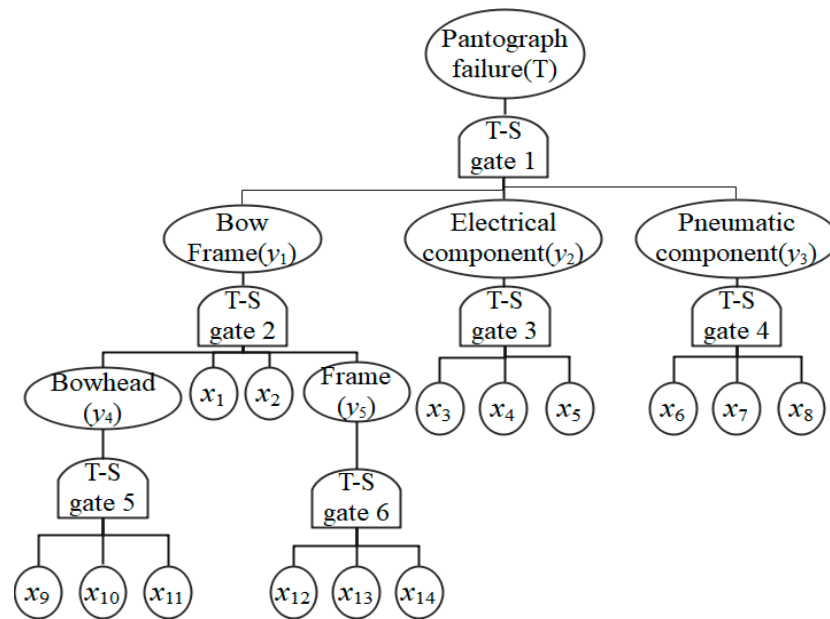 Pantograph
failure(T)
T-S
gate 1
Bow
Frame(y₁)
Electrical
component(y₂)
Pneumatic
component(y₃)
T-S
gate 2
T-S
gate 3
T-S
gate 4
Bowhead
(y₄)
x₁
x₂
Frame
(y₅)
x₃
x₄
x₅
x₆
x₇
x₈
T-S
gate 5
T-S
gate 6
x₉
x₁₀
x₁₁
x₁₂
x₁₃
x₁₄